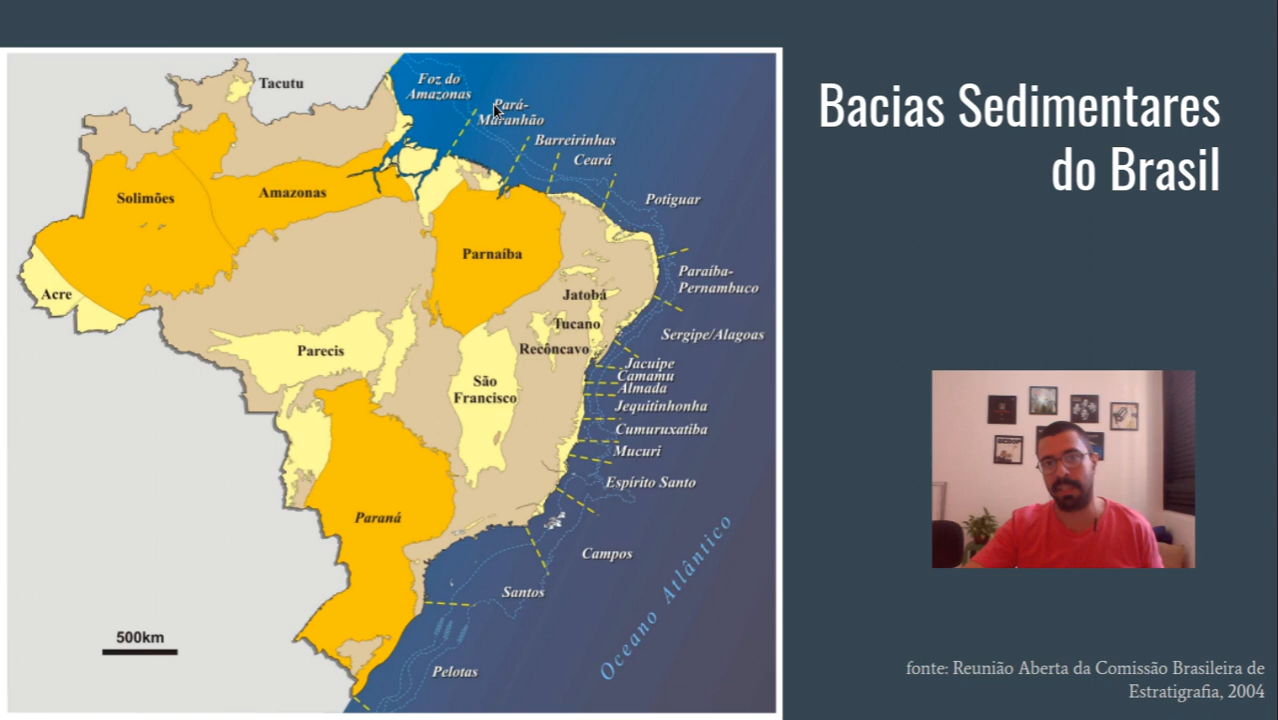 Bacias Sedimentares
do Brasil
Tacutu
Foz do
Amazonas
Pará-
Maranhão
Barreirinhas
Ceará
Solimões
Amazonas
Potiguar
Parnaíba
Paraíba-
Pernambuco
Acre
Jatobá
Tucano
Sergipe/Alagoas
Parecis
Recôncavo
Jacuipe
Camamu
Almada
São
Francisco
Jequitinhonha
Cumuruxatiba
Mucuri
Espírito Santo
Paraná
Campos
Santos
Oceano Atlântico
500km
Pelotas
fonte: Reunião Aberta da Comissão Brasileira de
Estratigrafia, 2004